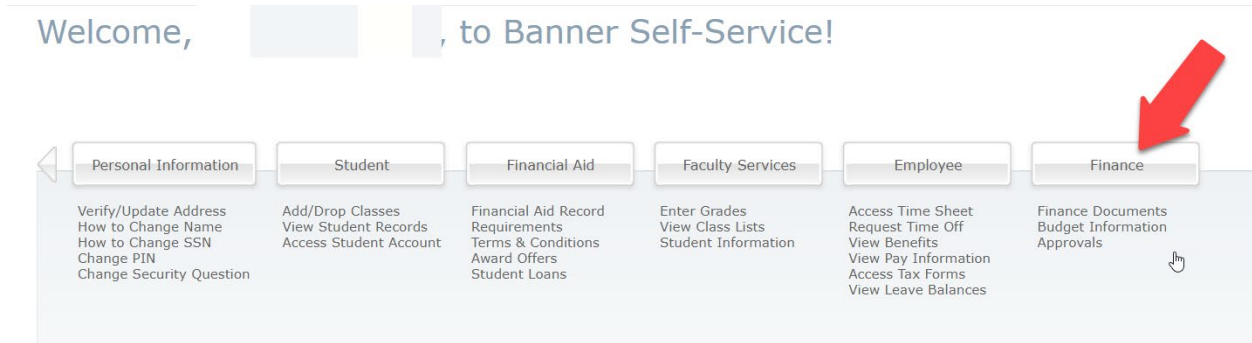 Welcome, , to Banner Self-Service!
Personal Information
Student
Financial Aid
Faculty Services
Employee
Finance
Verify/Update Address
How to Change Name
How to Change SSN
Change PIN
Change Security Question
Add/Drop Classes
View Student Records
Access Student Account
Financial Aid Record
Requirements
Terms & Conditions
Award Offers
Student Loans
Enter Grades
View Class Lists
Student Information
Access Time Sheet
Request Time Off
View Benefits
View Pay Information
Access Tax Forms
View Leave Balances
Finance Documents
Budget Information
Approvals